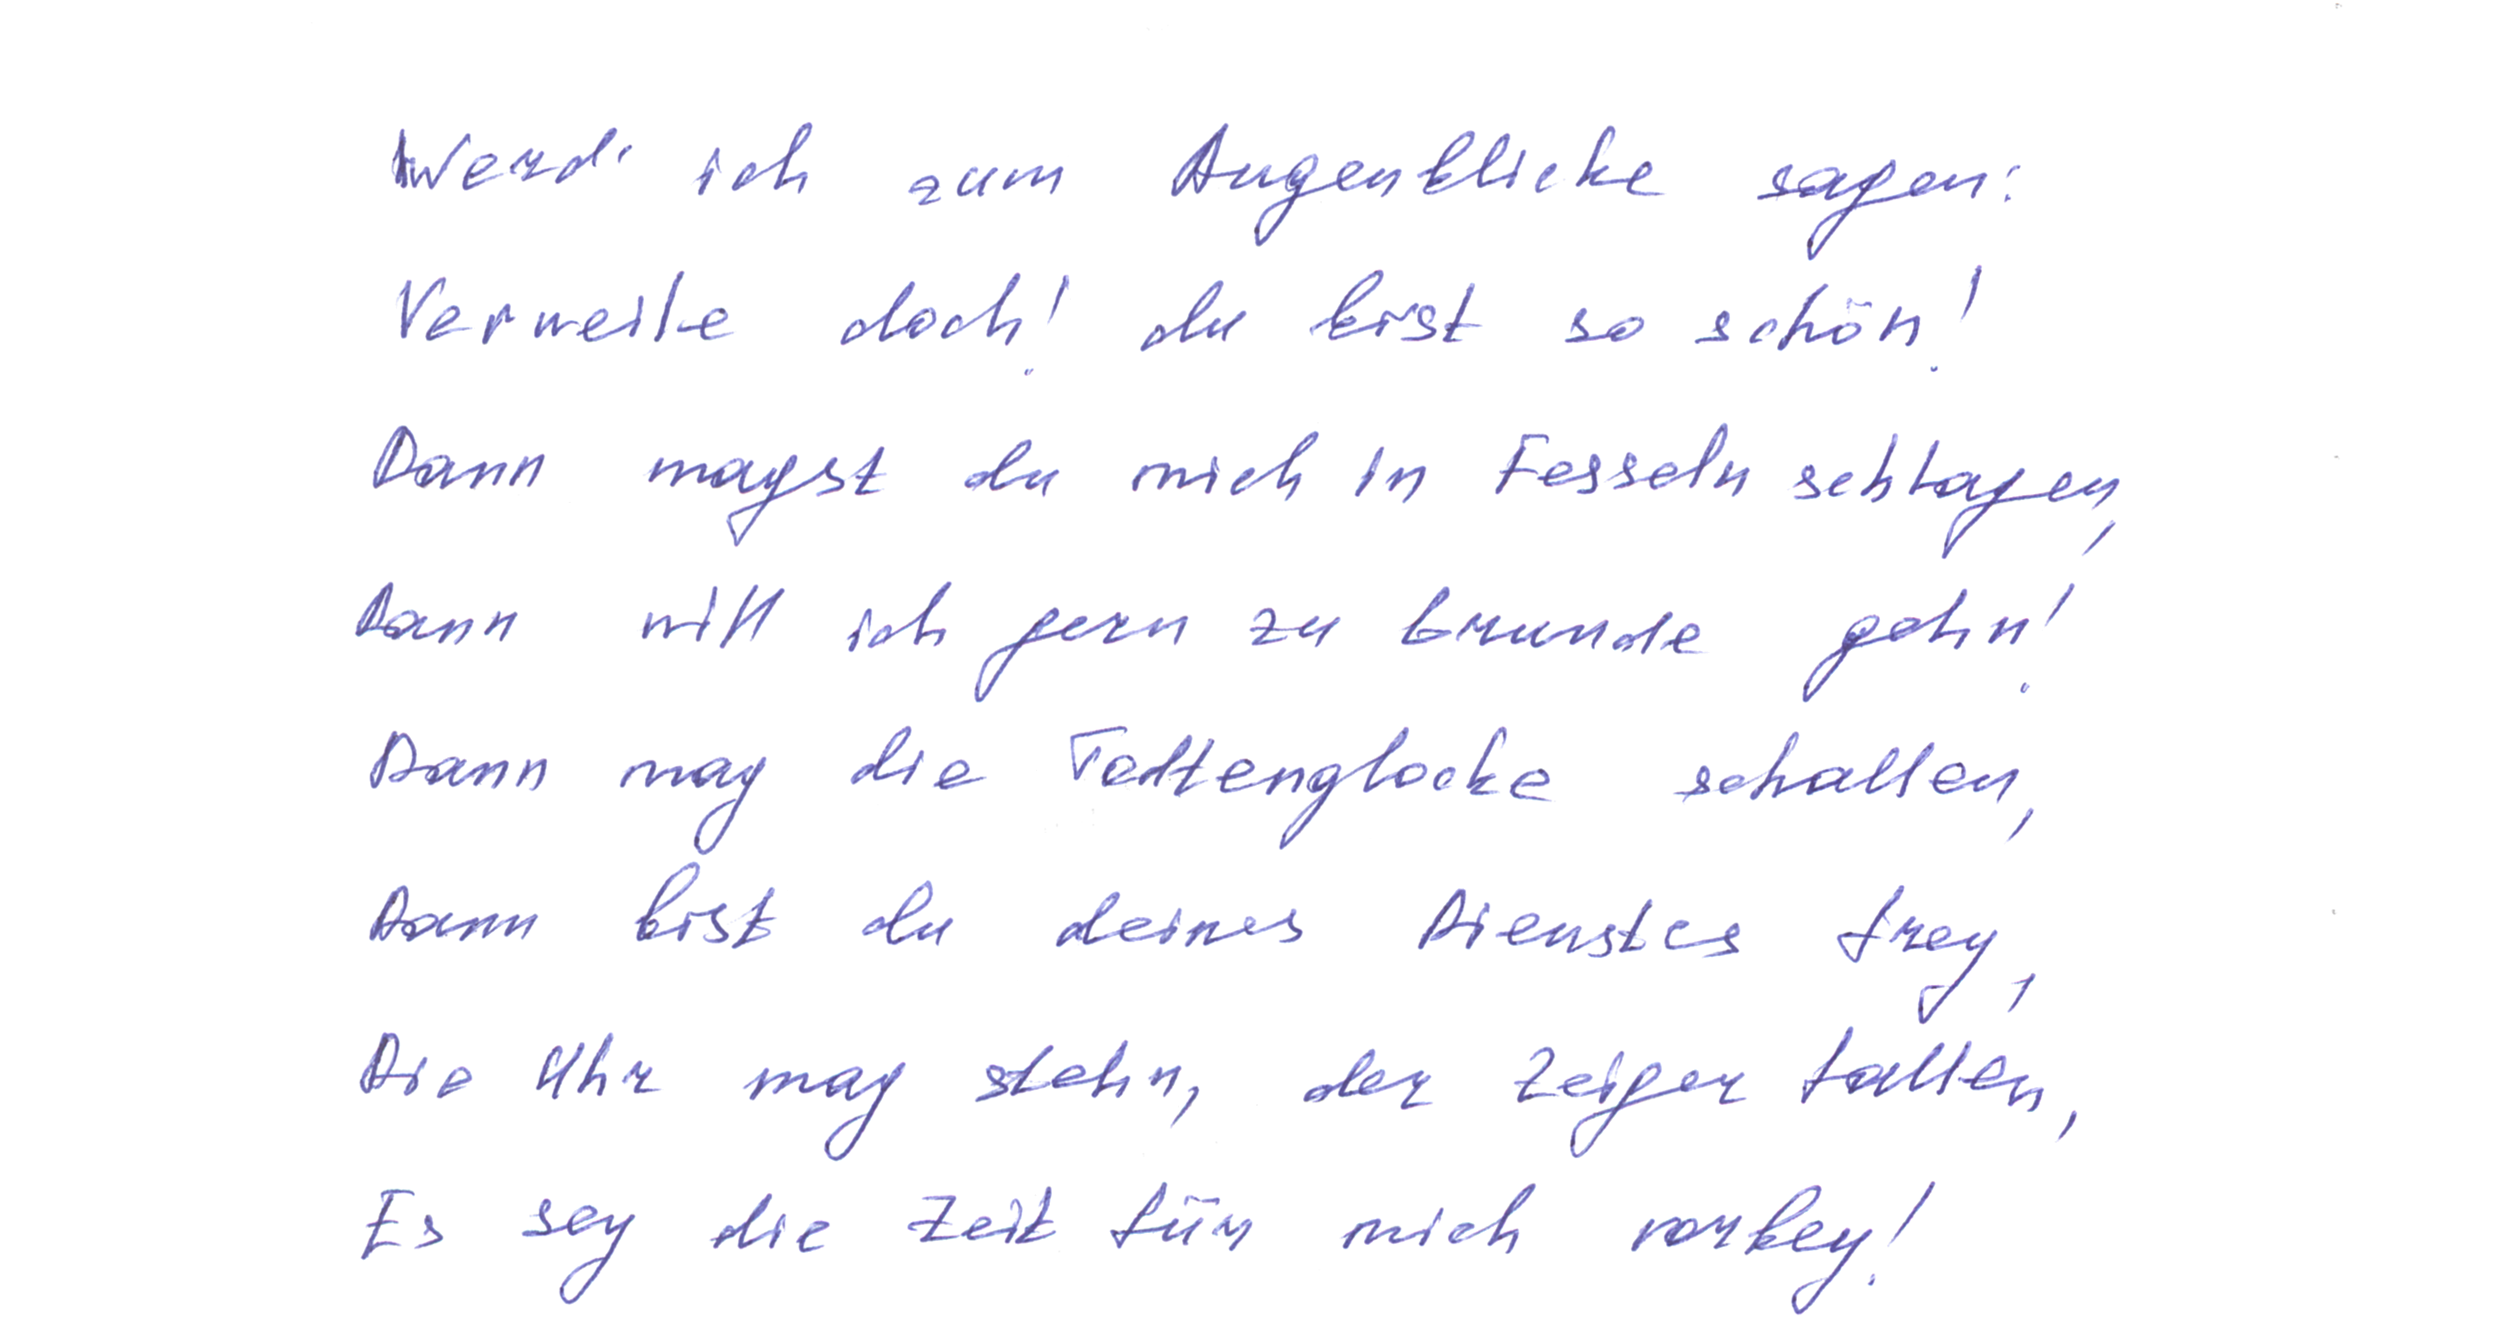 Werd' ich zum Augenblicke sagen:
Verweile doch! du bist so schön!
Dann magst du mich in Fesseln schlagen,
Dann will ich gern zu Grunde gehn!
Dann mag die Todtenglocke schallen,
Dann bist du deines Dienstes frey,
Die Uhr mag stehn, der Zeiger fallen,
Es sey die Zeit für mich vorbey!